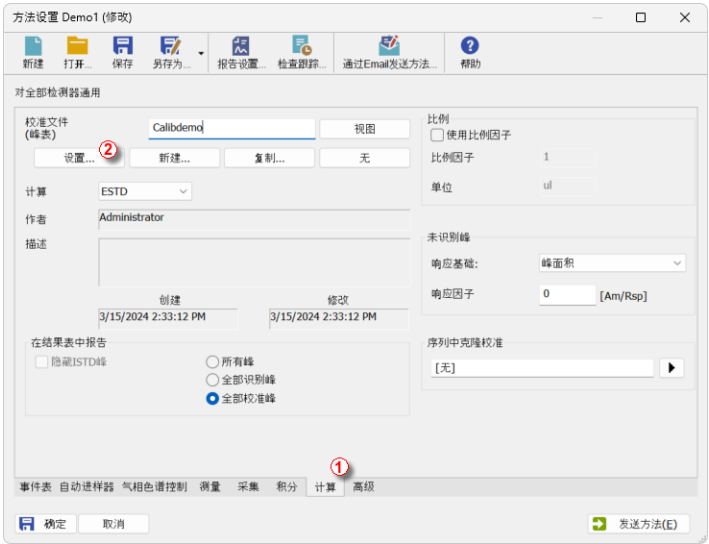 方法设置 Demo1 (修改)
新建 打开... 保存 另存为... 报告设置... 检查跟踪... 通过Email发送方法... 帮助
对全部检测器通用
校准文件
(峰表)
Calibdemo
视图
② 设置... 新建... 复制... 无
计算 ESTD
作者 Administrator
描述
创建 修改
3/15/2024 2:33:12 PM 3/15/2024 2:33:12 PM
在结果表中报告
隐藏ISTD峰
所有峰
全部识别峰
全部校准峰
比例
使用比例因子
比例因子 1
单位 ul
未识别峰
响应基础: 峰面积
响应因子 0 [Am/Rsp]
序列中克隆校准
[无]
①
事件表 自动进样器 气相色谱控制 测量 采集 积分 计算 高级
确定 取消 发送方法(E)